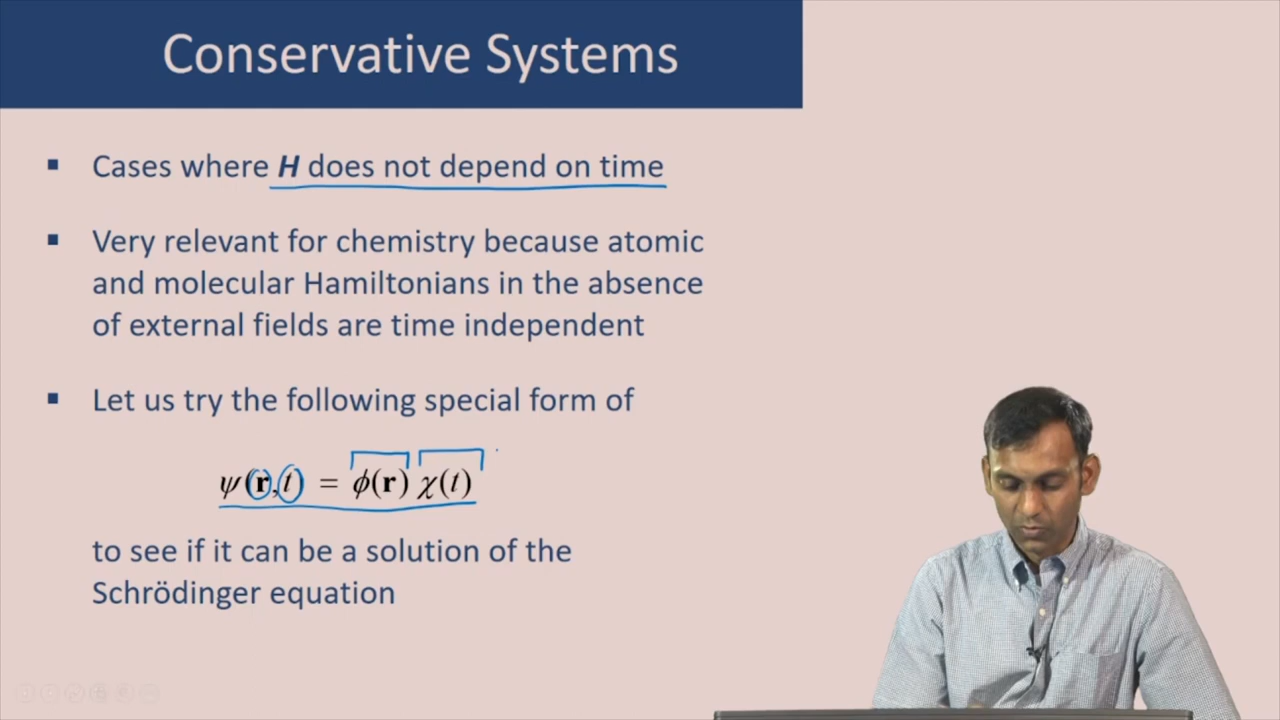 Conservative Systems
▪ Cases where H does not depend on time
▪ Very relevant for chemistry because atomic
and molecular Hamiltonians in the absence
of external fields are time independent
▪ Let us try the following special form of
ψ(r,t) = ϕ(r) χ(t)
to see if it can be a solution of the
Schrödinger equation